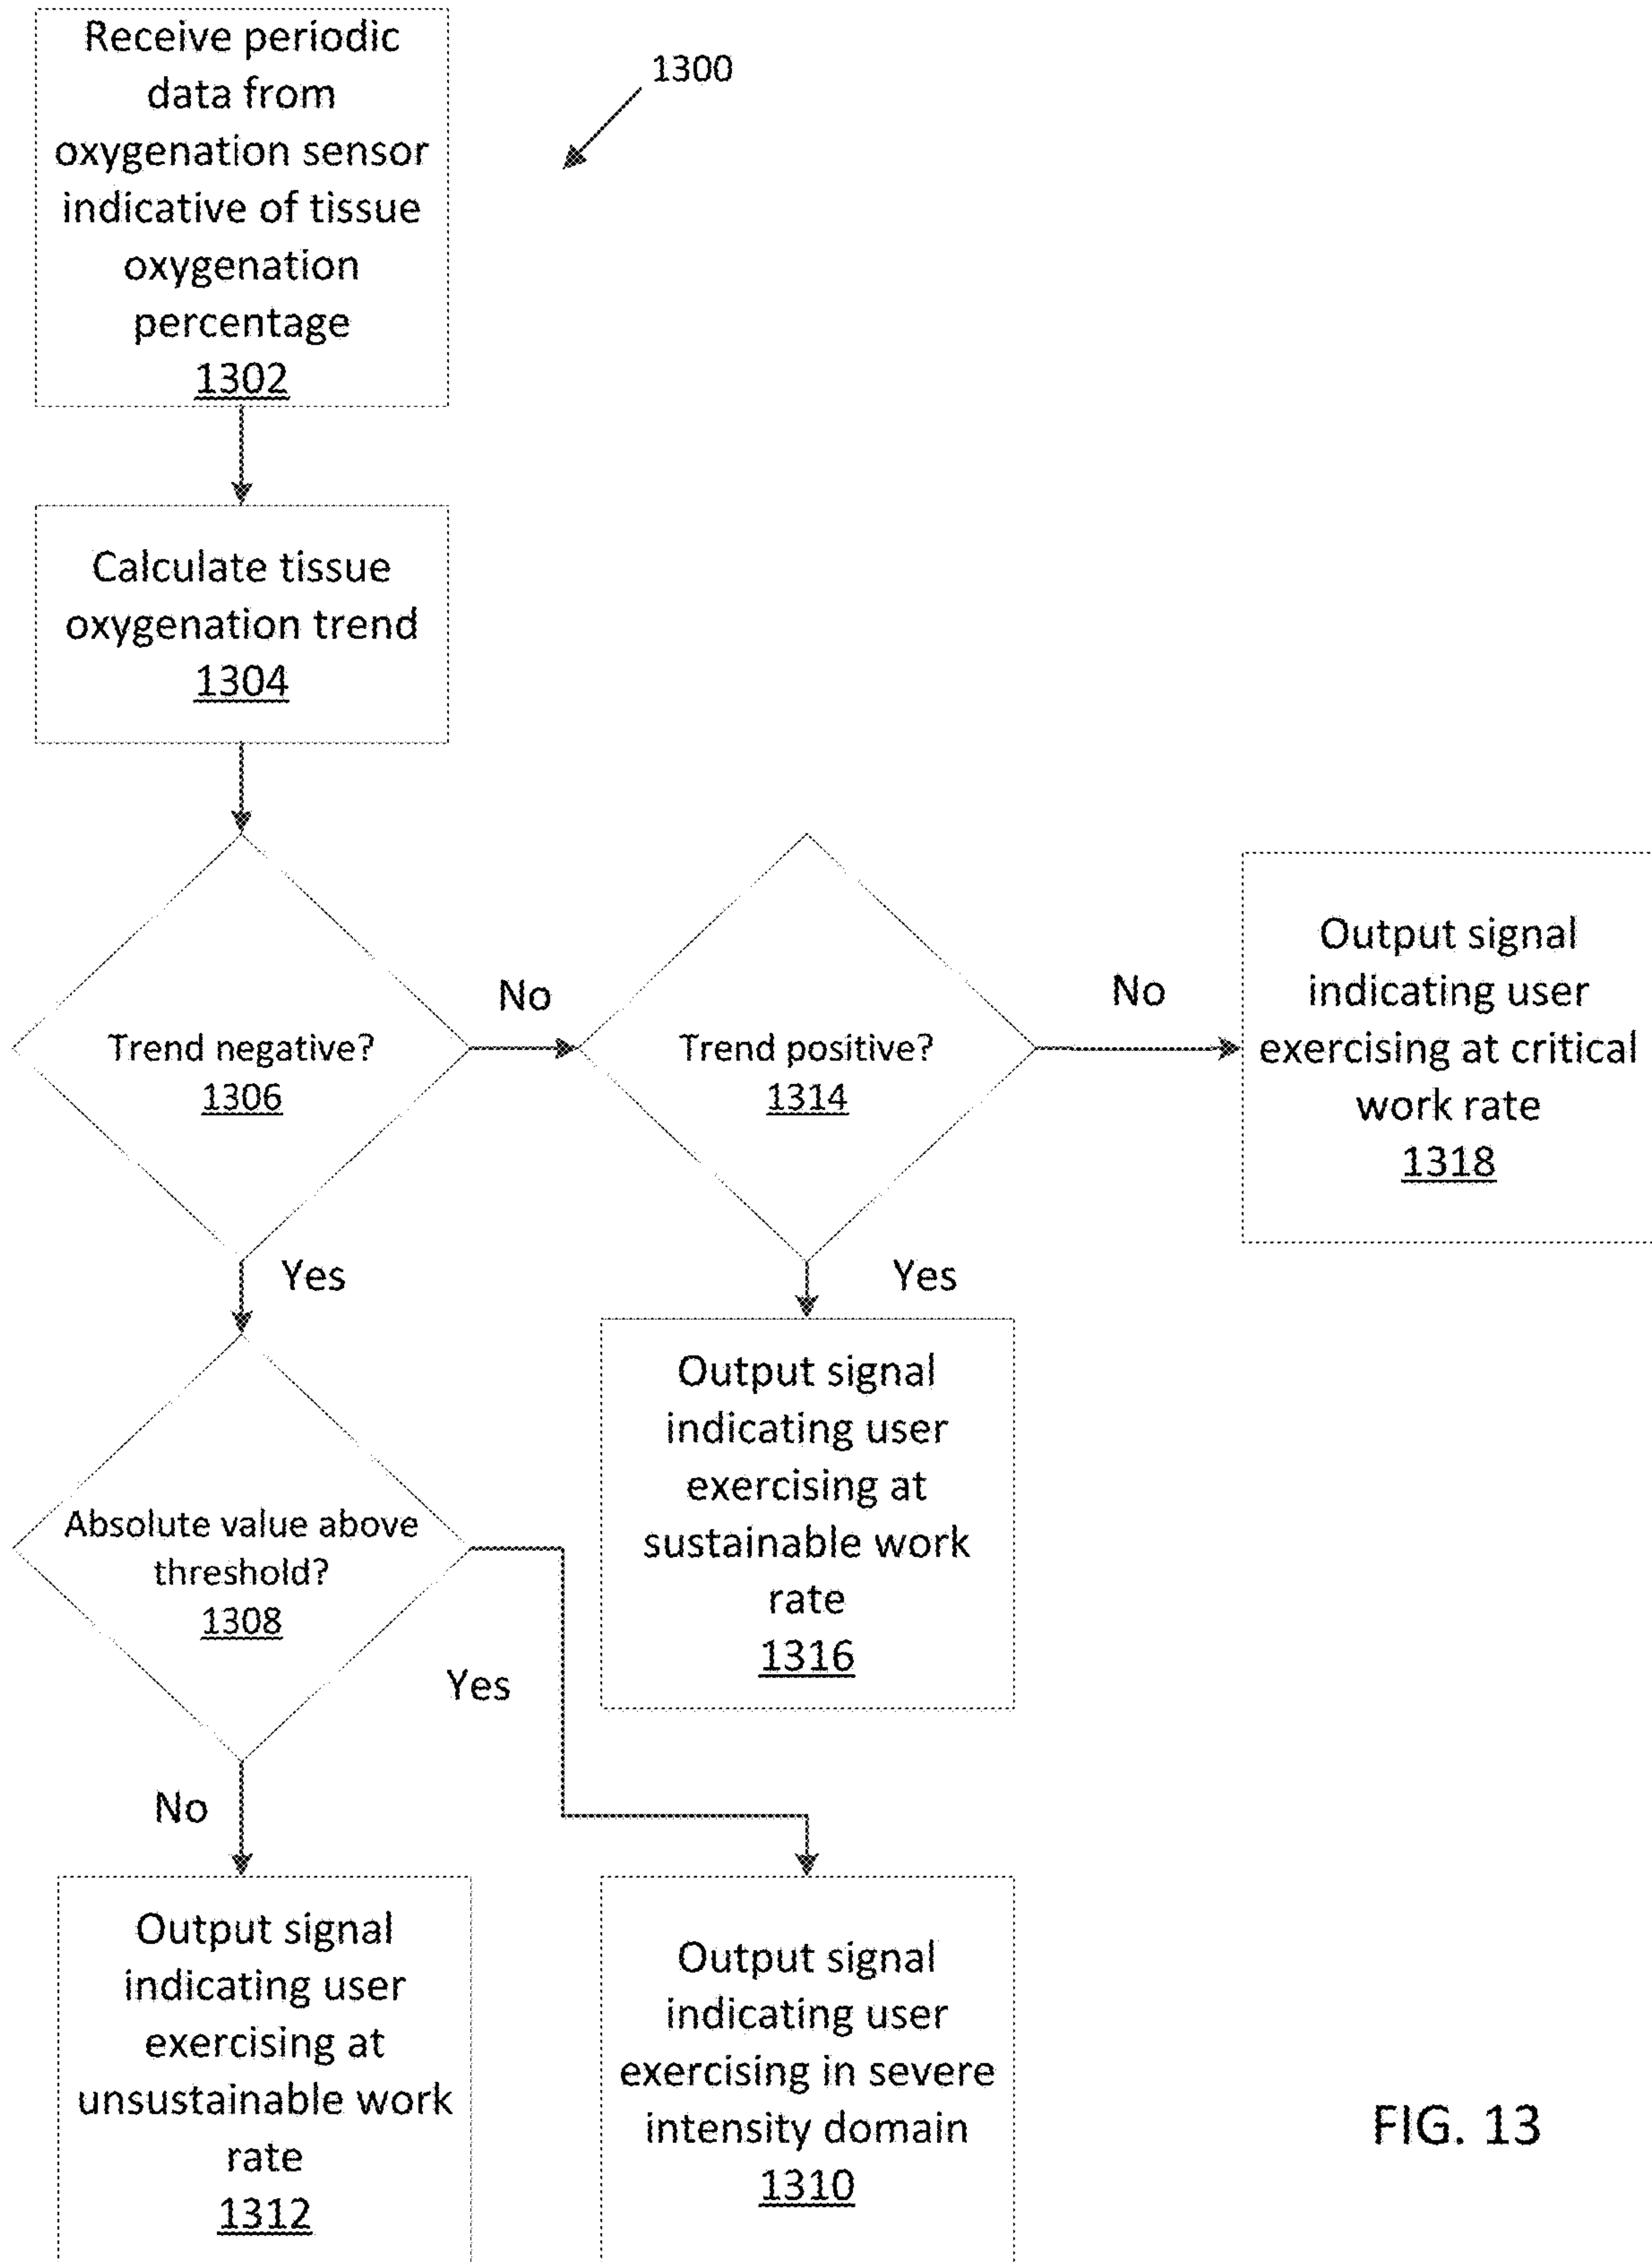 Receive periodic
data from
oxygenation sensor
indicative of tissue
oxygenation
percentage
1302
1300
Calculate tissue
oxygenation trend
1304
Trend negative?
1306
No
Trend positive?
1314
No
Output signal
indicating user
exercising at critical
work rate
1318
Yes
Yes
Output signal
indicating user
exercising at
sustainable work
rate
1316
Absolute value above
threshold?
1308
Yes
No
Output signal
indicating user
exercising at
unsustainable work
rate
1312
Output signal
indicating user
exercising in severe
intensity domain
1310
FIG. 13